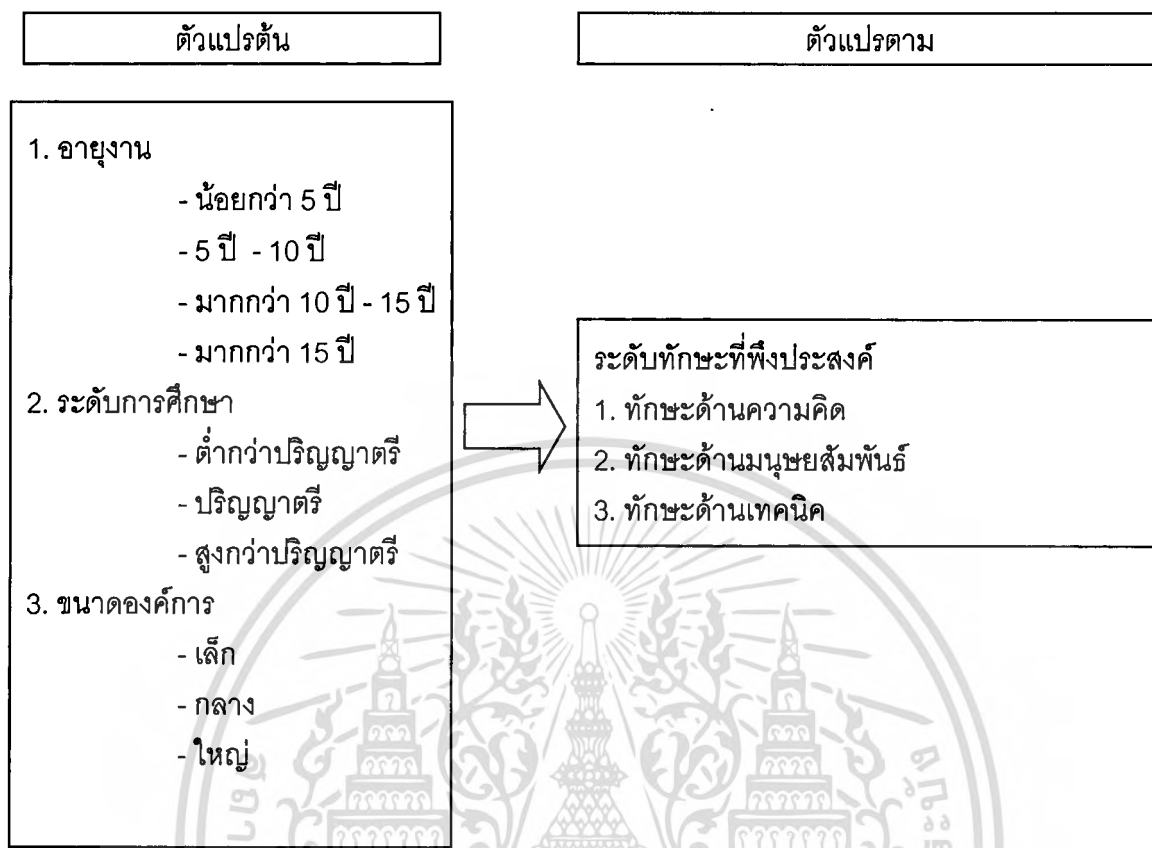 ตัวแปรต้น
ตัวแปรตาม
1. อายุงาน
- น้อยกว่า 5 ปี
- 5 ปี - 10 ปี
- มากกว่า 10 ปี - 15 ปี
- มากกว่า 15 ปี
2. ระดับการศึกษา
- ต่ำกว่าปริญญาตรี
- ปริญญาตรี
- สูงกว่าปริญญาตรี
3. ขนาดองค์การ
- เล็ก
- กลาง
- ใหญ่
ระดับทักษะที่พึงประสงค์
1. ทักษะด้านความคิด
2. ทักษะด้านมนุษยสัมพันธ์
3. ทักษะด้านเทคนิค